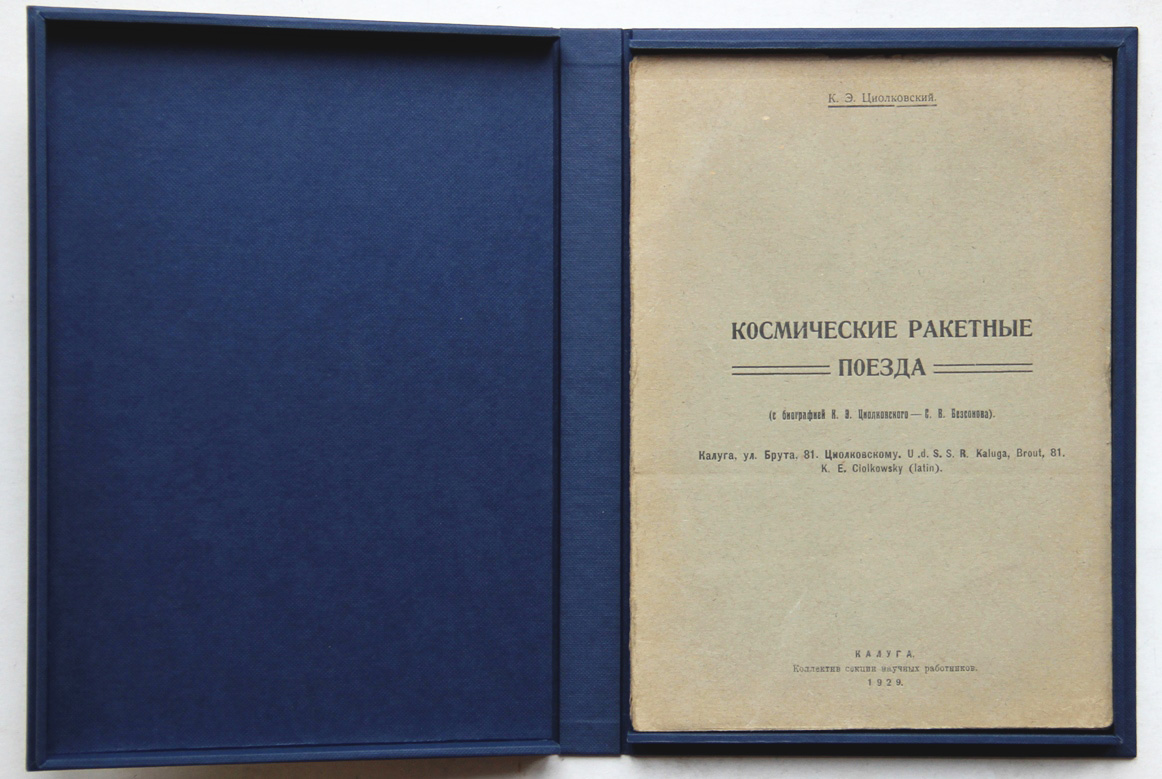 К. Э. Циолковский.
КОСМИЧЕСКИЕ РАКЕТНЫЕ
ПОЕЗДА
(с биографией К. Э. Циолковского — С. В. Безсонова).
Калуга, ул. Брута, 81. Циолковскому. U .d. S. S. R. Kaluga, Brout, 81.
K. E. Ciolkowsky (latin).
КАЛУГА.
Коллектив секции научных работников.
1929.